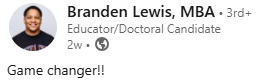 Branden Lewis, MBA • 3rd+
Educator/Doctoral Candidate
2w •
Game changer!!